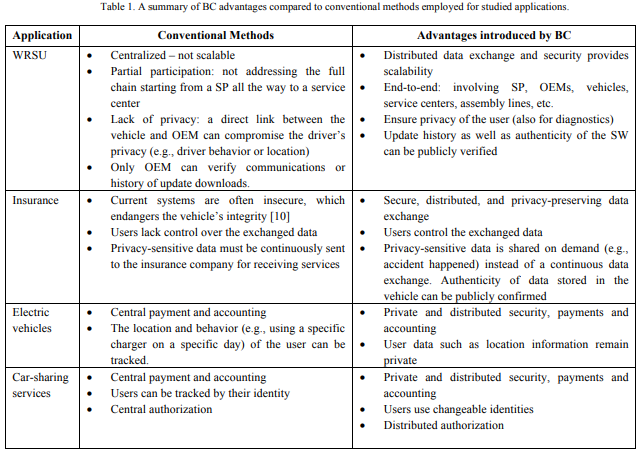 Table 1. A summary of BC advantages compared to conventional methods employed for studied applications.
Application Conventional Methods Advantages introduced by BC
WRSU
• Centralized – not scalable
• Partial participation: not addressing the full
chain starting from a SP all the way to a service
center
• Lack of privacy: a direct link between the
vehicle and OEM can compromise the driver's
privacy (e.g., driver behavior or location)
• Only OEM can verify communications or
history of update downloads.
• Distributed data exchange and security provides
scalability
• End-to-end: involving SP, OEMs, vehicles,
service centers, assembly lines, etc.
• Ensure privacy of the user (also for diagnostics)
• Update history as well as authenticity of the SW
can be publicly verified
Insurance
• Current systems are often insecure, which
endangers the vehicle's integrity [10]
• Users lack control over the exchanged data
• Privacy-sensitive data must be continuously sent
to the insurance company for receiving services
• Secure, distributed, and privacy-preserving data
exchange
• Users control the exchanged data
• Privacy-sensitive data is shared on demand (e.g.,
accident happened) instead of a continuous data
exchange. Authenticity of data stored in the
vehicle can be publicly confirmed
Electric
vehicles
• Central payment and accounting
• The location and behavior (e.g., using a specific
charger on a specific day) of the user can be
tracked.
• Private and distributed security, payments and
accounting
• User data such as location information remain
private
Car-sharing
services
• Central payment and accounting
• Users can be tracked by their identity
• Central authorization
• Private and distributed security, payments and
accounting
• Users use changeable identities
• Distributed authorization